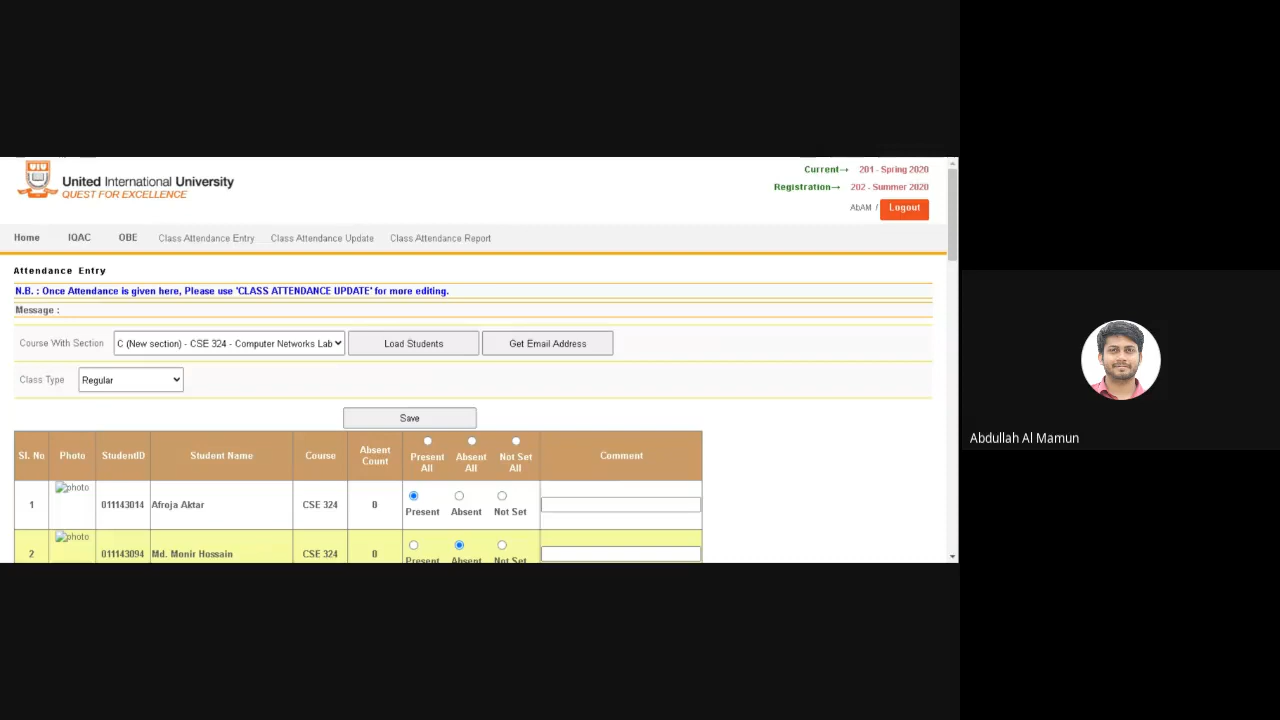 United International University
QUEST FOR EXCELLENCE
Current→ 201 - Spring 2020
Registration→ 202 - Summer 2020
AbAM / Logout
Home IQAC OBE Class Attendance Entry Class Attendance Update Class Attendance Report
Attendance Entry
N.B. : Once Attendance is given here, Please use 'CLASS ATTENDANCE UPDATE' for more editing.
Message :
Course With Section C (New section) - CSE 324 - Computer Networks Lab Load Students Get Email Address
Class Type Regular
Save
Sl. No Photo StudentID Student Name Course Absent Count Present All Absent All Not Set All Comment
photo
1 011143014 Afroja Aktar CSE 324 0 Present Absent Not Set
photo
2 011143094 Md. Monir Hossain CSE 324 0 Present Absent Not Set
Abdullah Al Mamun